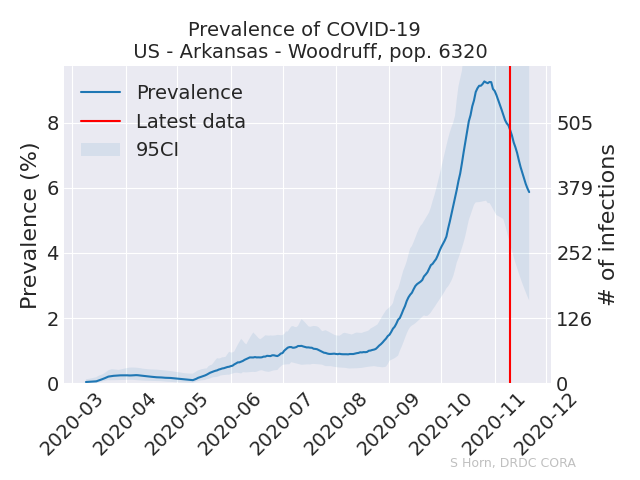 Prevalence of COVID-19
US - Arkansas - Woodruff, pop. 6320
Prevalence
Latest data
95CI
Prevalence (%)
8
6
4
2
0
505
379
252
126
0
# of infections
2020-03
2020-04
2020-05
2020-06
2020-07
2020-08
2020-09
2020-10
2020-11
2020-12
S Horn, DRDC CORA